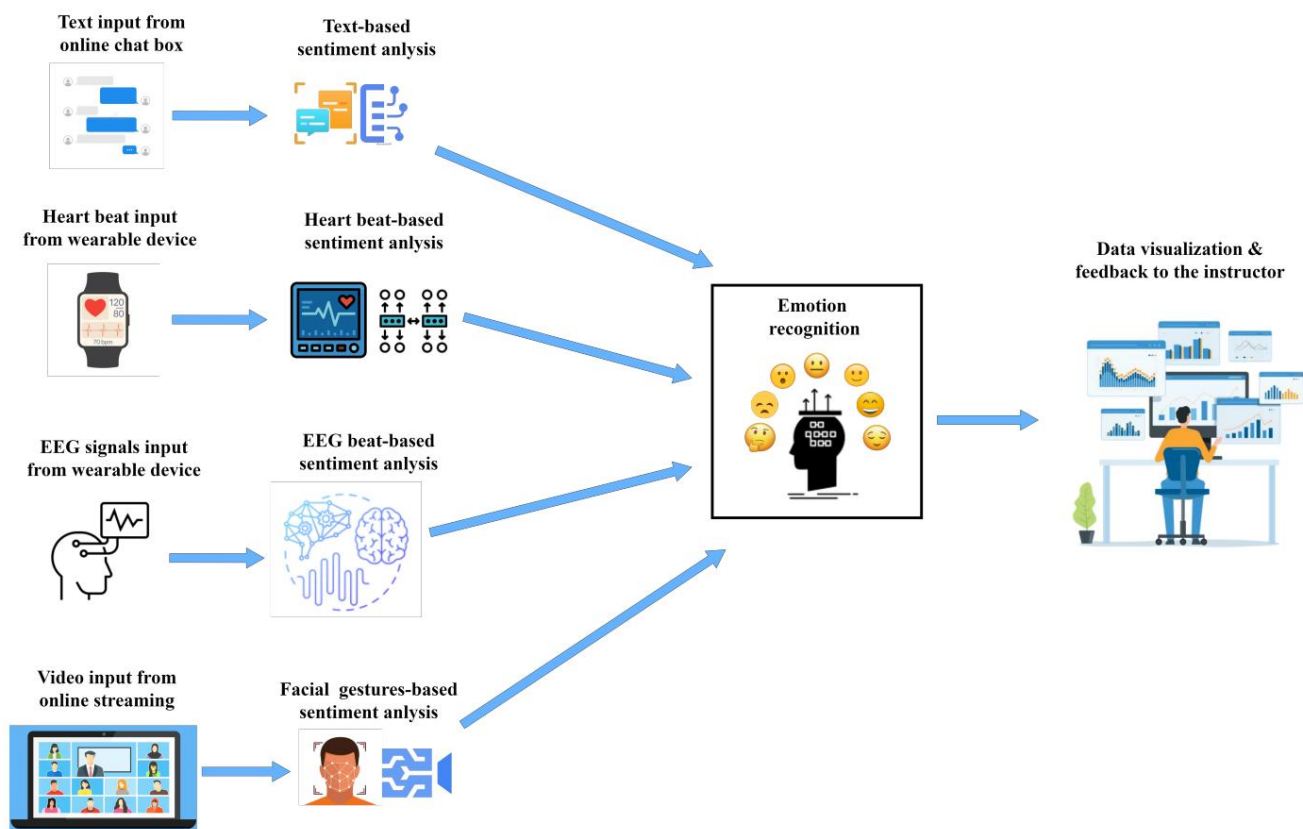 Text input from
online chat box
Text-based
sentiment anlysis
Heart beat input
from wearable device
120
80
70 bpm
Heart beat-based
sentiment anlysis
EEG signals input
from wearable device
EEG beat-based
sentiment anlysis
Video input from
online streaming
Facial gestures-based
sentiment anlysis
Emotion
recognition
Data visualization &
feedback to the instructor